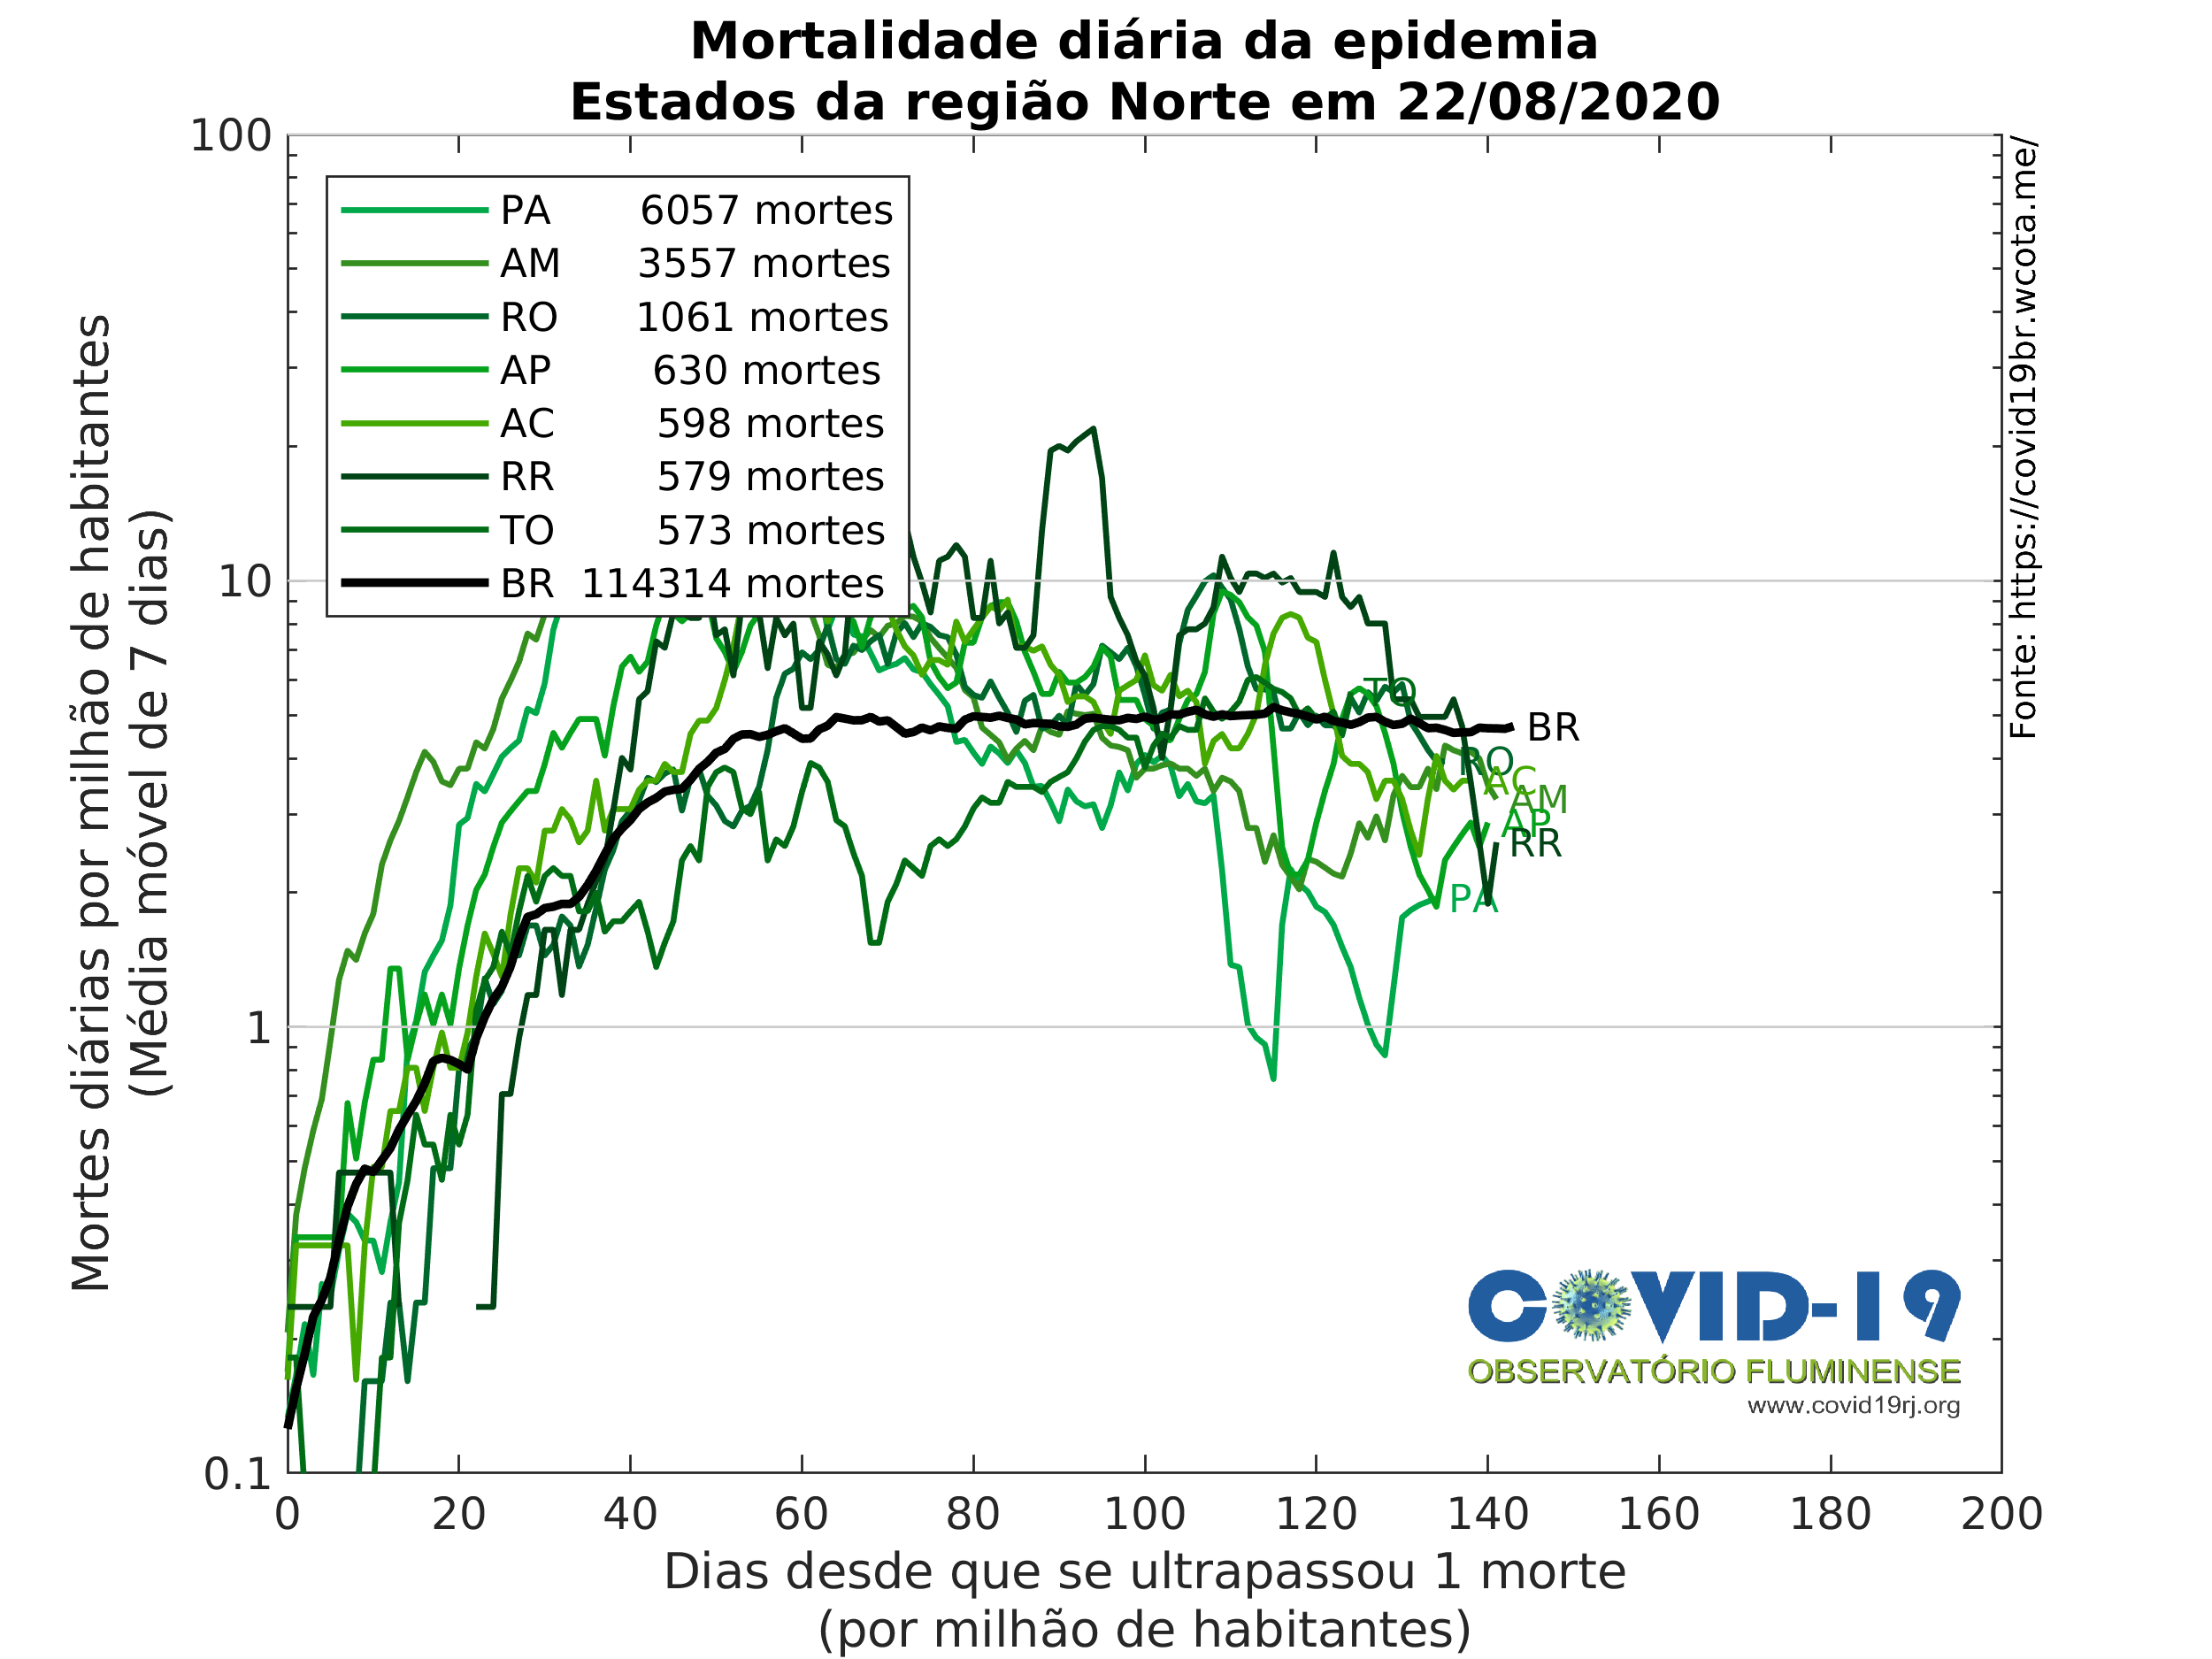 Mortalidade diária da epidemia
Estados da região Norte em 22/08/2020
Mortes diárias por milhão de habitantes
(Média móvel de 7 dias)
100
10
1
0.1
PA 6057 mortes
AM 3557 mortes
RO 1061 mortes
AP 630 mortes
AC 598 mortes
RR 579 mortes
TO 573 mortes
BR 114314 mortes
TO
BR
RO
AC
AM
AP
RR
PA
Fonte: https://covid19br.wcota.me/
COVID-19
OBSERVATÓRIO FLUMINENSE
www.covid19rj.org
0 20 40 60 80 100 120 140 160 180 200
Dias desde que se ultrapassou 1 morte
(por milhão de habitantes)